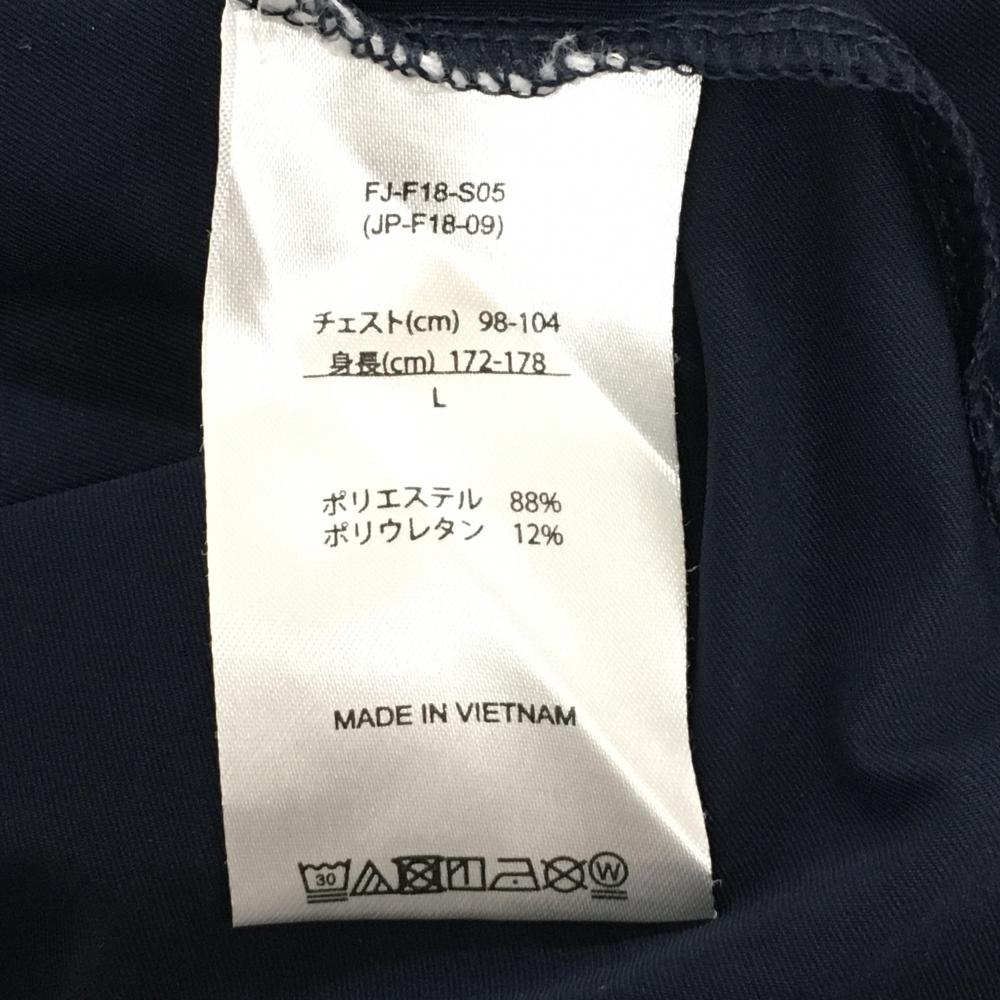 FJ-F18-S05
(JP-F18-09)
チェスト(cm) 98-104
身長(cm) 172-178
L
ポリエステル 88%
ポリウレタン 12%
MADE IN VIETNAM
30 W